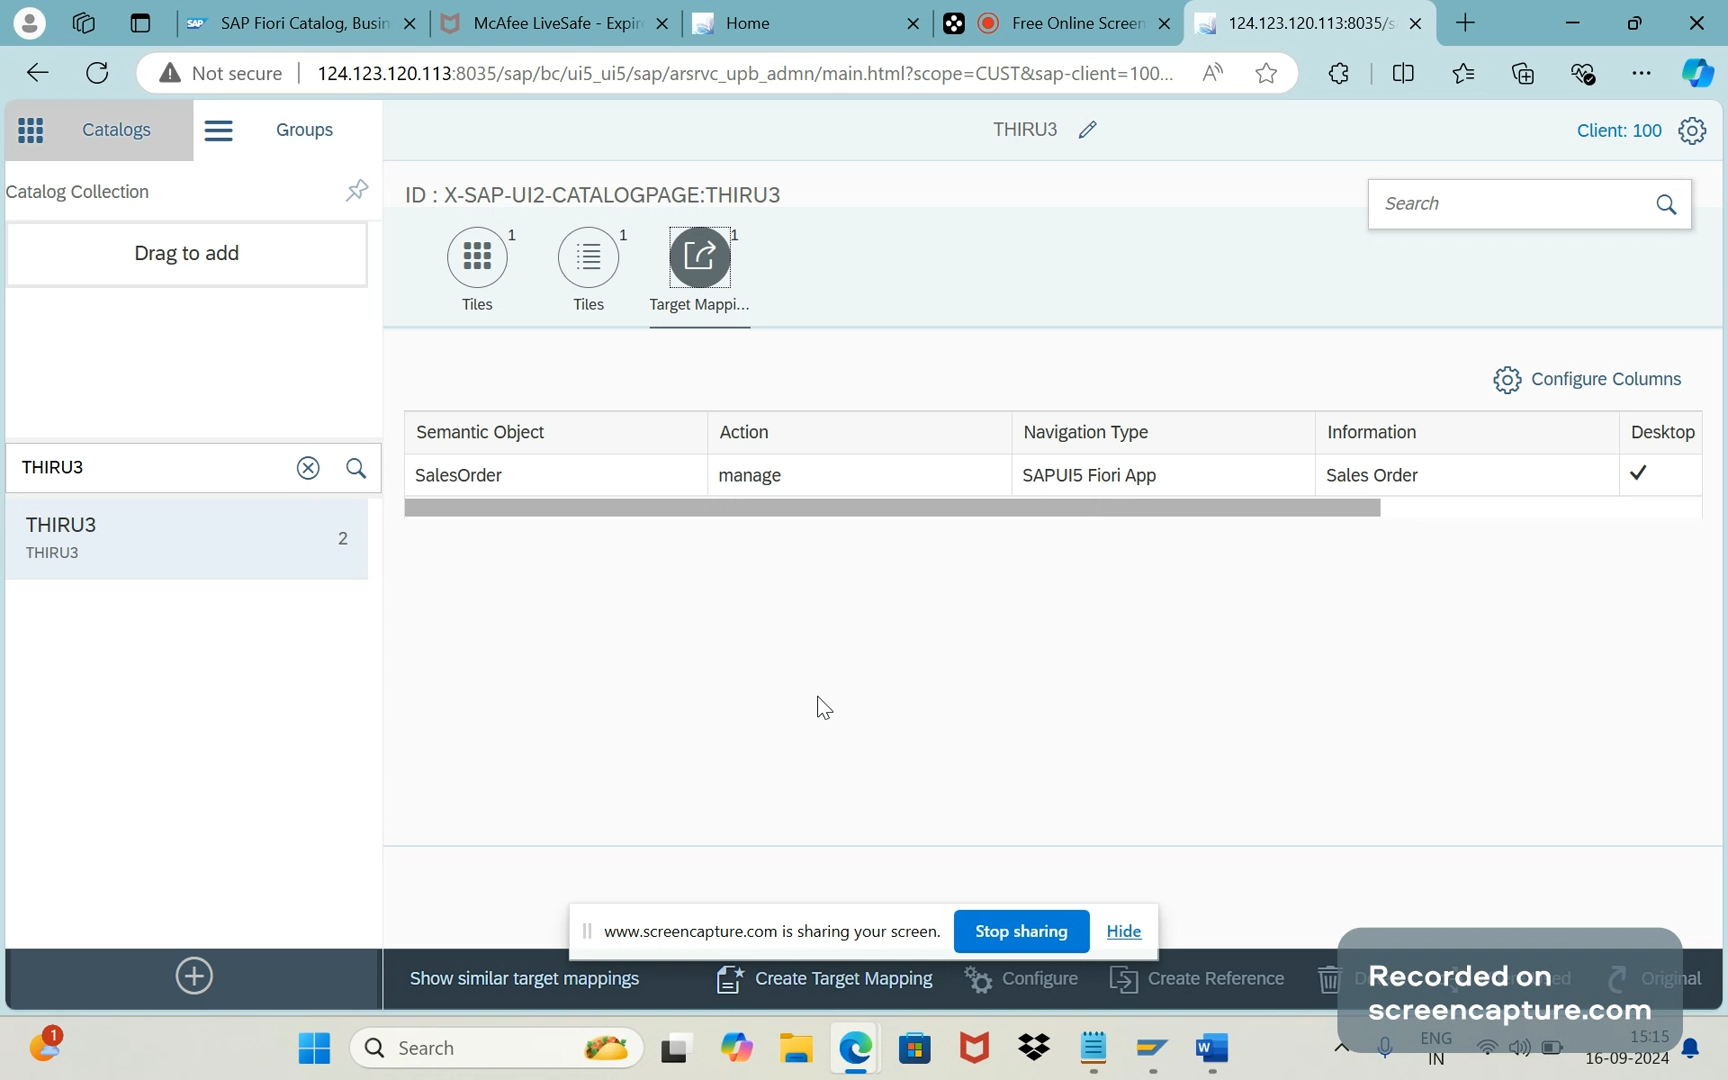 SAP Fiori Catalog, Busin
McAfee LiveSafe - Expire
Home
Free Online Screen
124.123.120.113:8035/s
Not secure
124.123.120.113:8035/sap/bc/ui5_ui5/sap/arsrvc_upb_admn/main.html?scope=CUST&sap-client=100...
Catalogs
Groups
THIRU3
Client: 100
Catalog Collection
ID : X-SAP-UI2-CATALOGPAGE:THIRU3
Search
Drag to add
1
1
1
Tiles
Tiles
Target Mappi...
Configure Columns
Semantic Object Action Navigation Type Information Desktop
SalesOrder manage SAPUI5 Fiori App Sales Order
THIRU3
THIRU3
2
THIRU3
www.screencapture.com is sharing your screen.
Stop sharing
Hide
Show similar target mappings
Create Target Mapping
Configure
Create Reference
Original
Recorded on
screencapture.com
1
Search
ENG
IN
15:15
16-09-2024